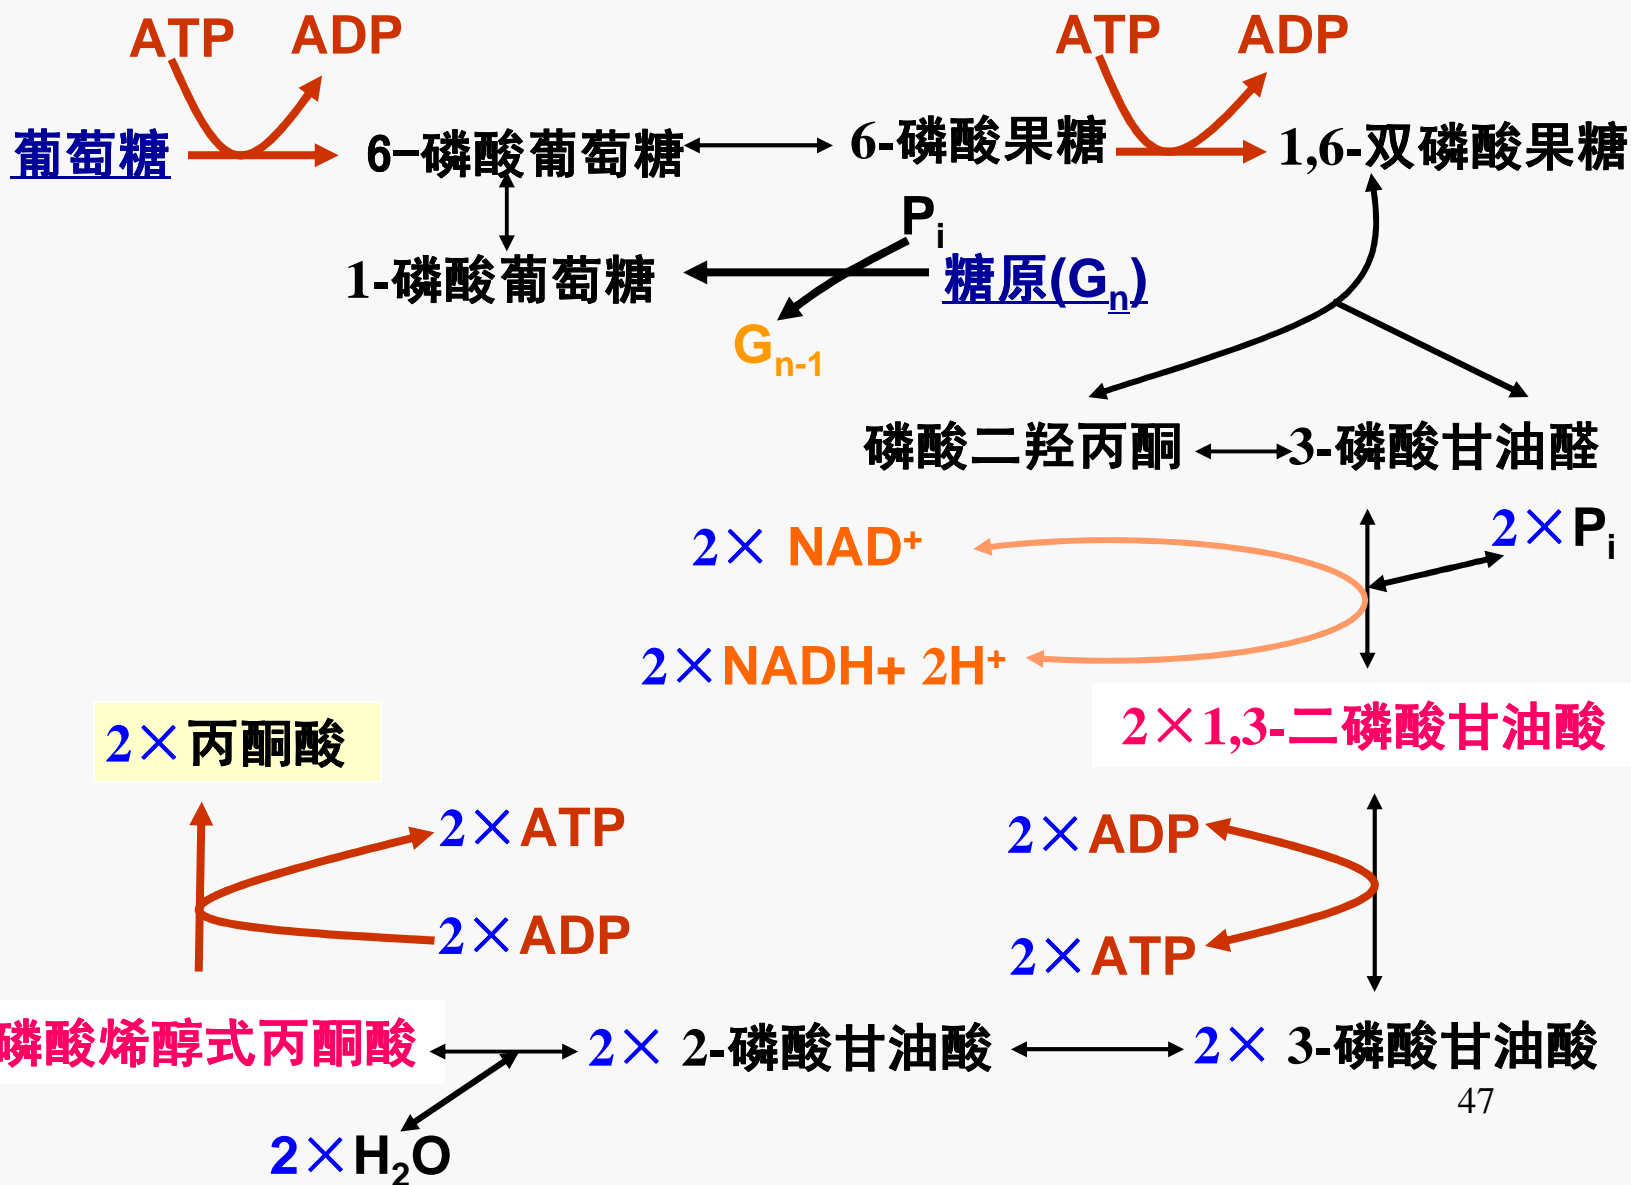 ATP ADP ATP ADP
葡萄糖 6-磷酸葡萄糖 6-磷酸果糖 1,6-双磷酸果糖
Pi
1-磷酸葡萄糖 糖原(Gn)
Gn-1
磷酸二羟丙酮 3-磷酸甘油醛
2× NAD+ 2×Pi
2×NADH+ 2H+
2×丙酮酸 2×1,3-二磷酸甘油酸
2×ATP 2×ADP
2×ADP 2×ATP
磷酸烯醇式丙酮酸 2× 2-磷酸甘油酸 2× 3-磷酸甘油酸
47
2×H2O